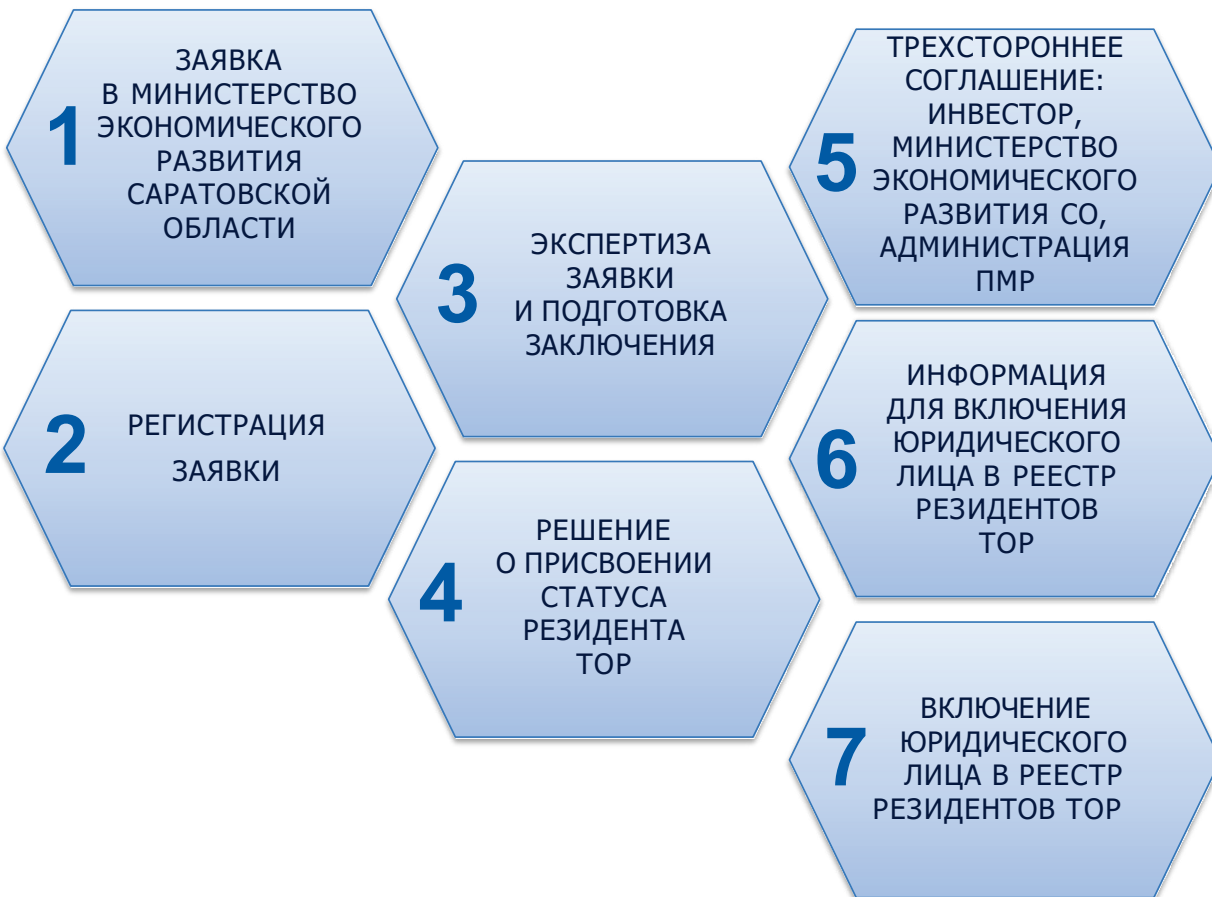 1
ЗАЯВКА
В МИНИСТЕРСТВО
ЭКОНОМИЧЕСКОГО
РАЗВИТИЯ
САРАТОВСКОЙ
ОБЛАСТИ
2
РЕГИСТРАЦИЯ
ЗАЯВКИ
3
ЭКСПЕРТИЗА
ЗАЯВКИ
И ПОДГОТОВКА
ЗАКЛЮЧЕНИЯ
4
РЕШЕНИЕ
О ПРИСВОЕНИИ
СТАТУСА
РЕЗИДЕНТА
ТОР
5
ТРЕХСТОРОННЕЕ
СОГЛАШЕНИЕ:
ИНВЕСТОР,
МИНИСТЕРСТВО
ЭКОНОМИЧЕСКОГО
РАЗВИТИЯ СО,
АДМИНИСТРАЦИЯ
ПМР
6
ИНФОРМАЦИЯ
ДЛЯ ВКЛЮЧЕНИЯ
ЮРИДИЧЕСКОГО
ЛИЦА В РЕЕСТР
РЕЗИДЕНТОВ
ТОР
7
ВКЛЮЧЕНИЕ
ЮРИДИЧЕСКОГО
ЛИЦА В РЕЕСТР
РЕЗИДЕНТОВ ТОР